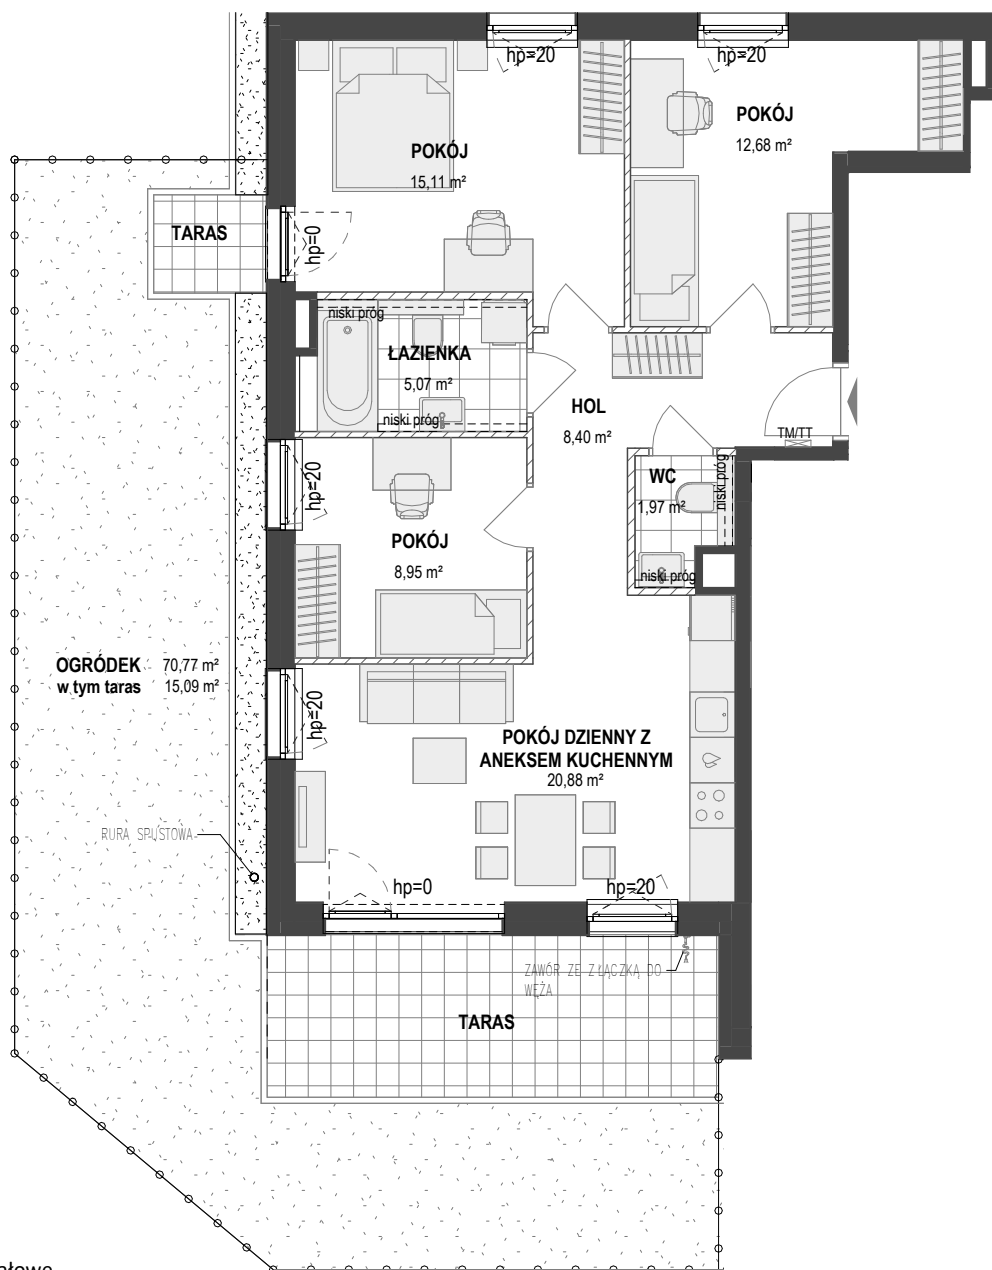 hp=20
hp=20
POKÓJ
12,68 m²
POKÓJ
15,11 m²
TARAS
hp=0
niski próg
ŁAZIENKA
5,07 m²
niski próg
HOL
8,40 m²
TM/TT
WC
1,97 m²
niski próg
niski próg
hp=20
POKÓJ
8,95 m²
OGRÓDEK 70,77 m²
w tym taras 15,09 m²
hp=20
POKÓJ DZIENNY Z
ANEKSEM KUCHENNYM
20,88 m²
RURA SPUSTOWA
hp=0
hp=20
ZAWÓR ZE ZŁĄCZKĄ DO
WĘŻA
TARAS